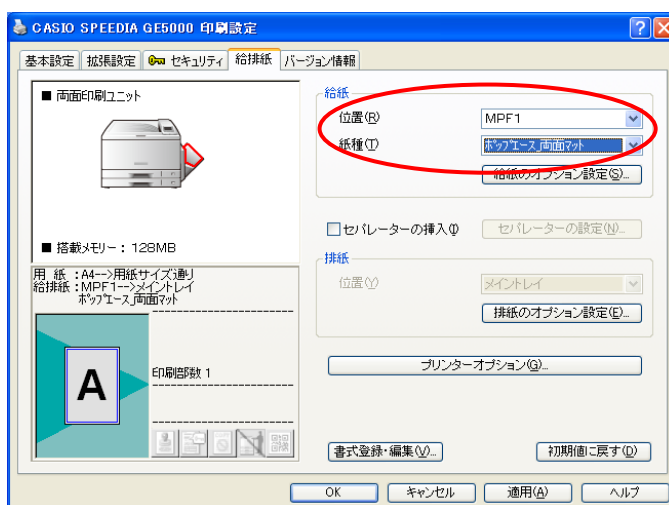 CASIO SPEEDIA GE5000 印刷設定
基本設定 拡張設定 セキュリティ 給排紙 バージョン情報
■ 両面印刷ユニット
■ 搭載メモリー： 128MB
給紙
位置(R) MPF1
紙種(T) ポップエース_両面マット
給紙のオプション設定(S)...
セパレーターの挿入(I) セパレーターの設定(N)...
排紙
位置(Y) メイントレイ
排紙のオプション設定(E)...
用 紙 ：A4-->用紙サイズ通り
給排紙：MPF1-->メイントレイ
ポップエース_両面マット
A
印刷部数 1
プリンターオプション(G)...
書式登録・編集(V)... 初期値に戻す(D)
OK キャンセル 適用(A) ヘルプ